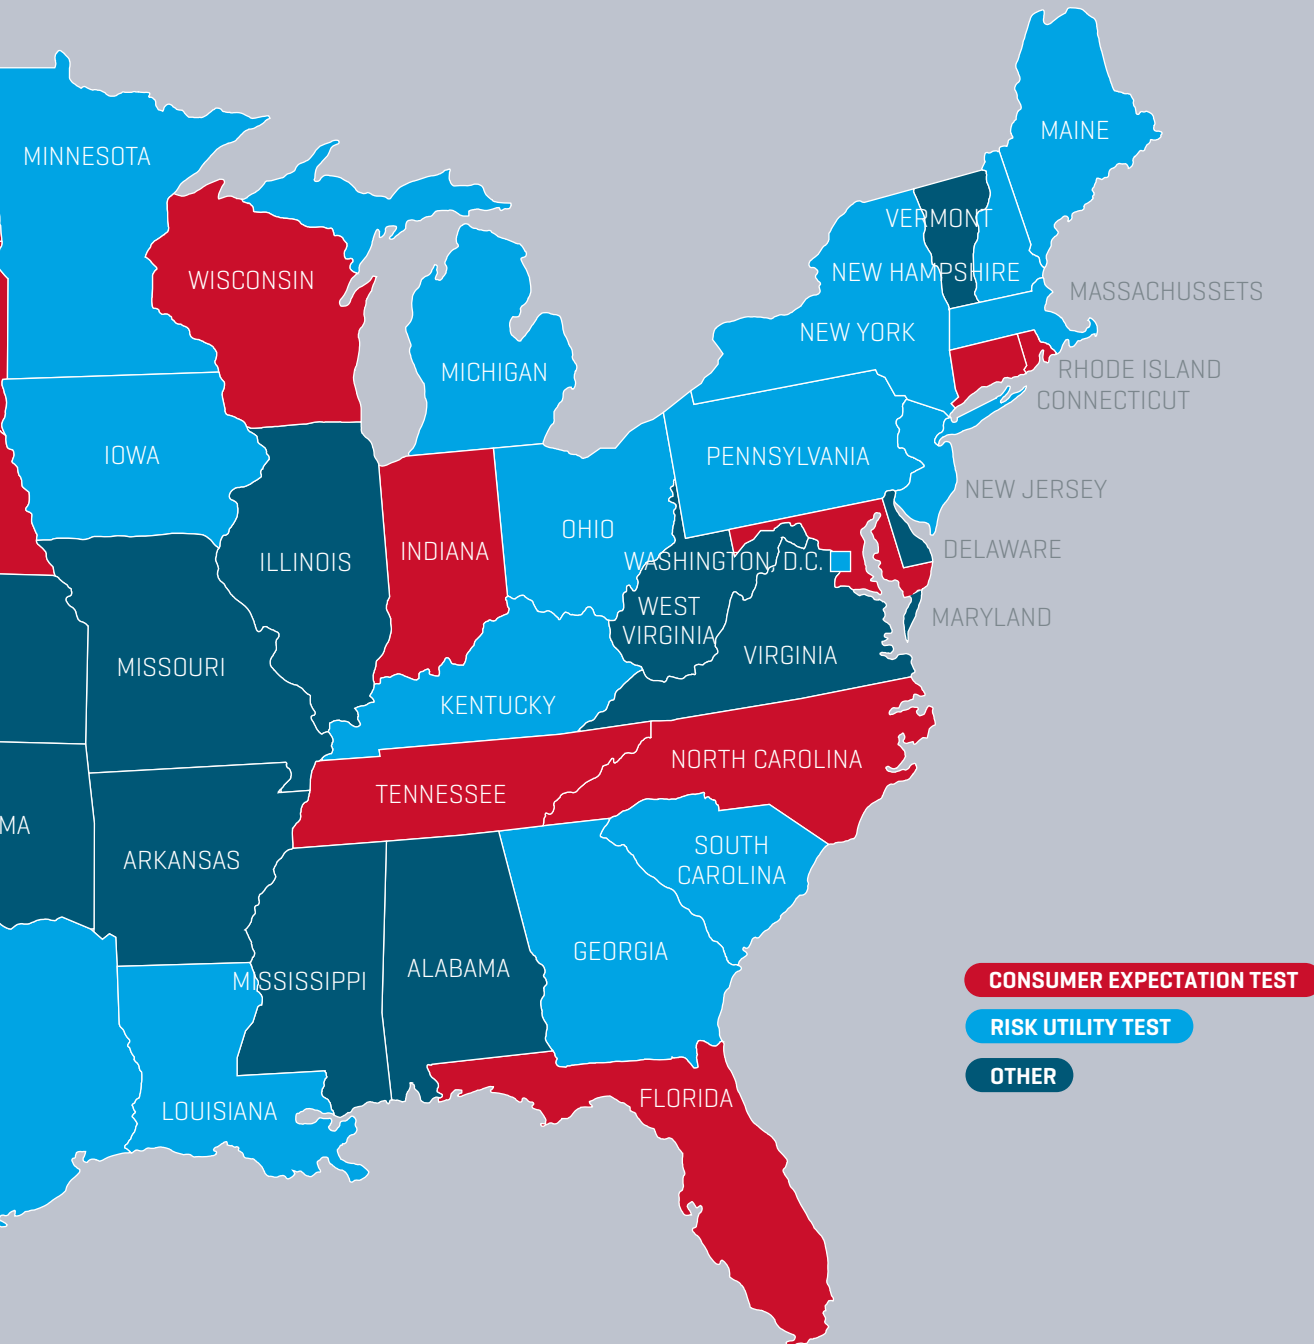 MAINE
MINNESOTA
VERMONT
NEW HAMPSHIRE
WISCONSIN
MASSACHUSSETS
NEW YORK
MICHIGAN
RHODE ISLAND
CONNECTICUT
IOWA
PENNSYLVANIA
NEW JERSEY
OHIO
INDIANA
DELAWARE
ILLINOIS
WASHINGTON, D.C.
WEST
VIRGINIA
MARYLAND
VIRGINIA
MISSOURI
KENTUCKY
NORTH CAROLINA
TENNESSEE
MA
SOUTH
CAROLINA
ARKANSAS
GEORGIA
ALABAMA
MISSISSIPPI
CONSUMER EXPECTATION TEST
RISK UTILITY TEST
OTHER
FLORIDA
LOUISIANA